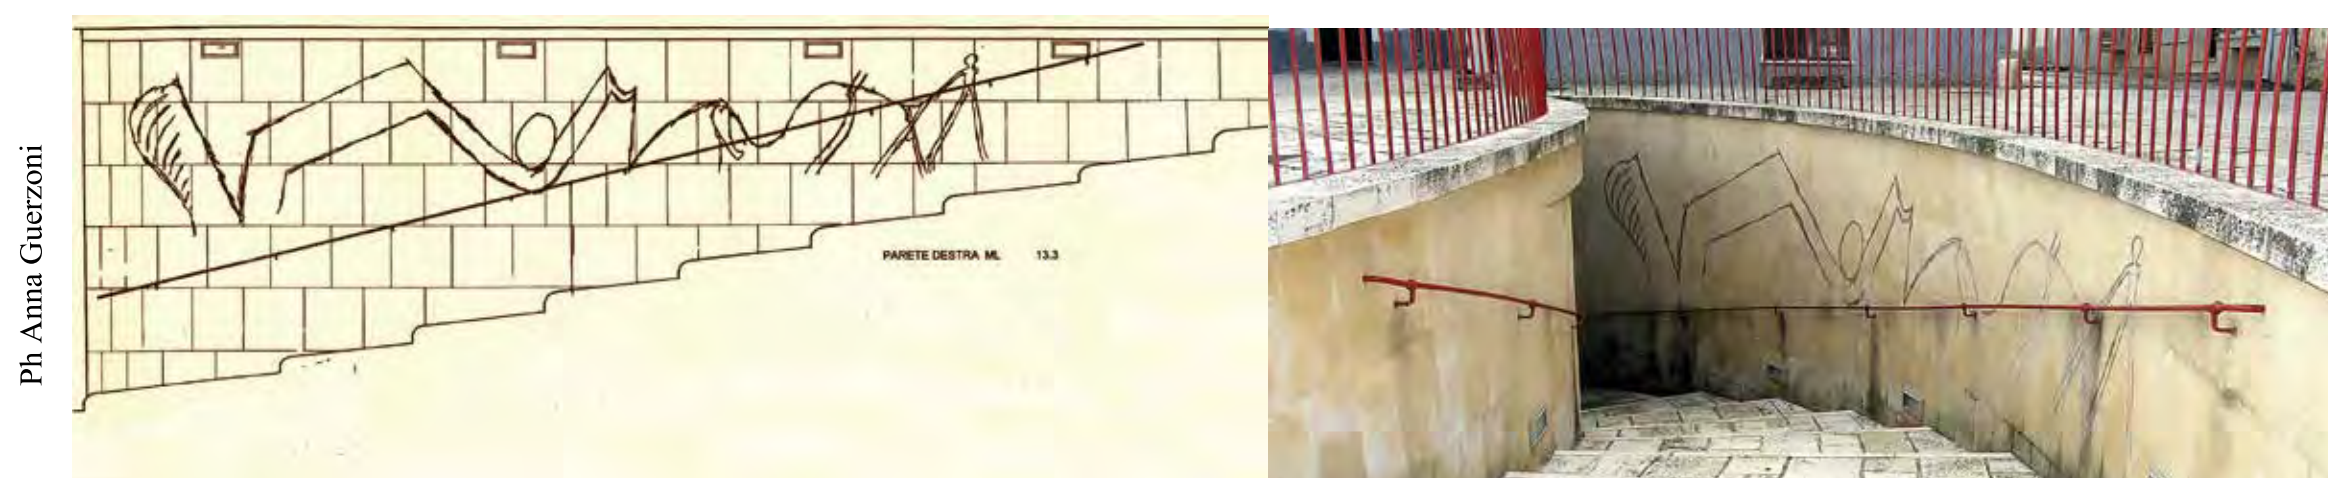 Ph Anna Guerzoni
PARETE DESTRA ML 13.3